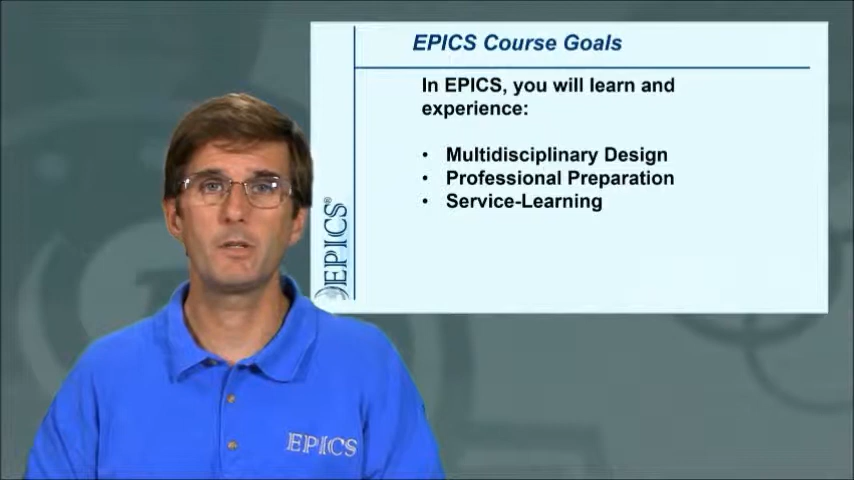 EPICS Course Goals
In EPICS, you will learn and
experience:
• Multidisciplinary Design
• Professional Preparation
• Service-Learning
EPICS®
EPICS